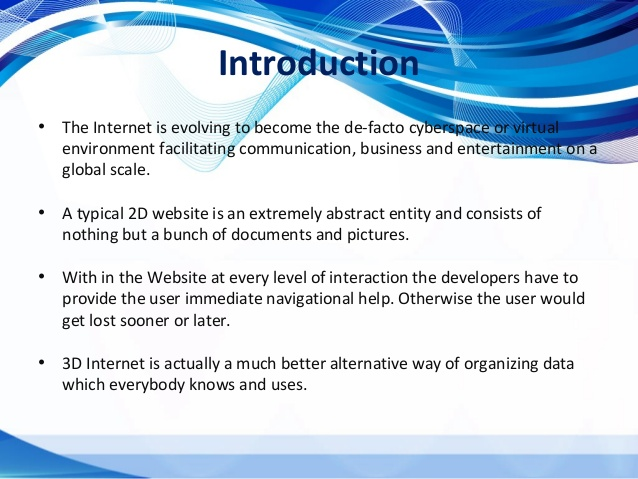 Introduction
• The Internet is evolving to become the de-facto cyberspace or virtual
environment facilitating communication, business and entertainment on a
global scale.
• A typical 2D website is an extremely abstract entity and consists of
nothing but a bunch of documents and pictures.
• With in the Website at every level of interaction the developers have to
provide the user immediate navigational help. Otherwise the user would
get lost sooner or later.
• 3D Internet is actually a much better alternative way of organizing data
which everybody knows and uses.